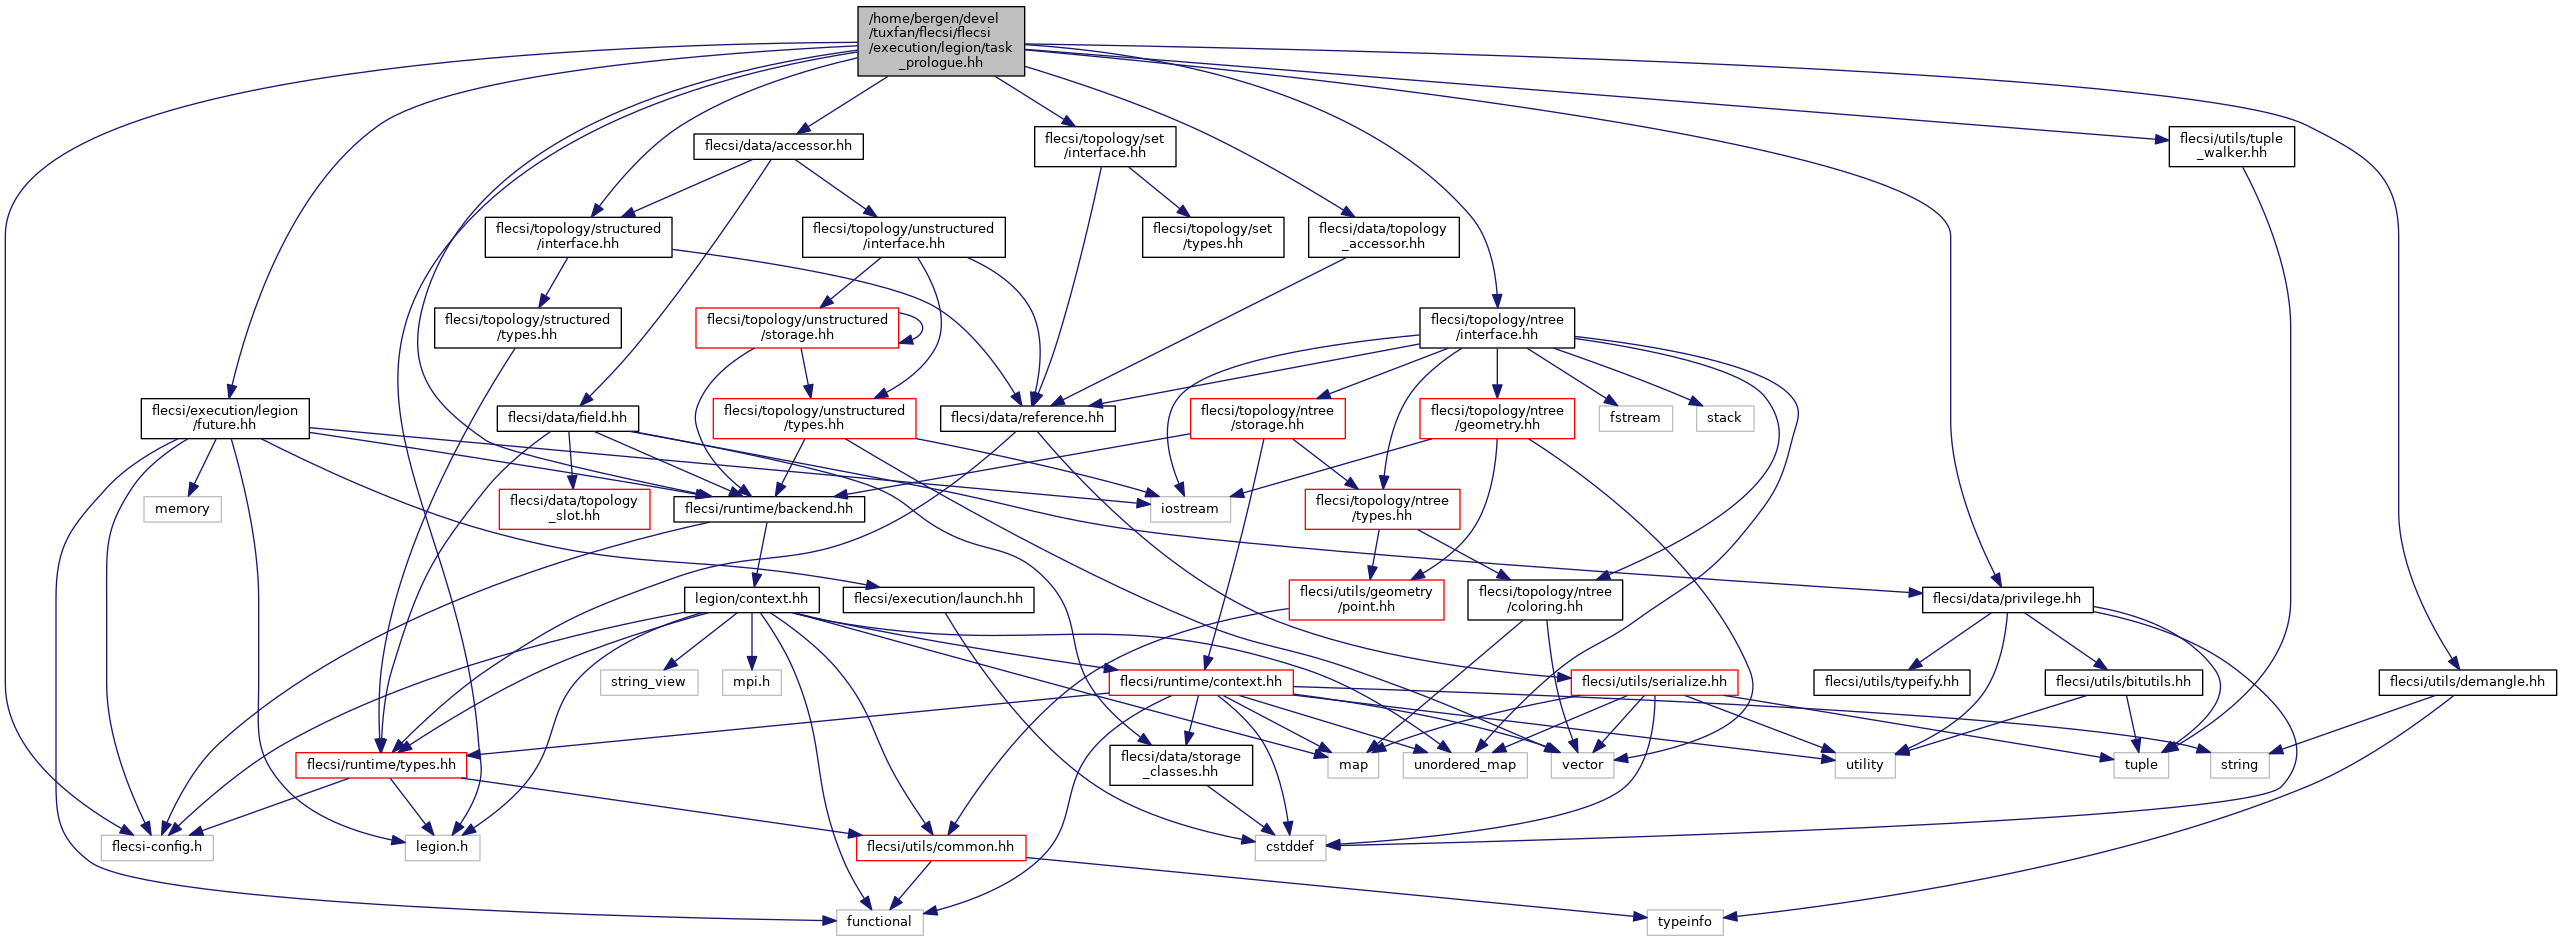 /home/bergen/devel
/tuxfan/flecsi/flecsi
/execution/legion/task
_prologue.hh
flecsi/data/accessor.hh
flecsi/topology/set
/interface.hh
flecsi/utils/tuple
_walker.hh
flecsi/topology/structured
/interface.hh
flecsi/topology/unstructured
/interface.hh
flecsi/topology/set
/types.hh
flecsi/data/topology
_accessor.hh
flecsi/topology/structured
/types.hh
flecsi/topology/unstructured
/storage.hh
flecsi/topology/ntree
/interface.hh
flecsi/execution/legion
/future.hh
flecsi/data/field.hh
flecsi/topology/unstructured
/types.hh
flecsi/data/reference.hh
flecsi/topology/ntree
/storage.hh
flecsi/topology/ntree
/geometry.hh
fstream
stack
memory
flecsi/data/topology
_slot.hh
flecsi/runtime/backend.hh
iostream
flecsi/topology/ntree
/types.hh
legion/context.hh
flecsi/execution/launch.hh
flecsi/utils/geometry
/point.hh
flecsi/topology/ntree
/coloring.hh
flecsi/data/privilege.hh
string_view
mpi.h
flecsi/runtime/context.hh
flecsi/utils/serialize.hh
flecsi/utils/typeify.hh
flecsi/utils/bitutils.hh
flecsi/utils/demangle.hh
flecsi/runtime/types.hh
flecsi/data/storage
_classes.hh
map
unordered_map
vector
utility
tuple
string
flecsi-config.h
legion.h
flecsi/utils/common.hh
cstddef
functional
typeinfo